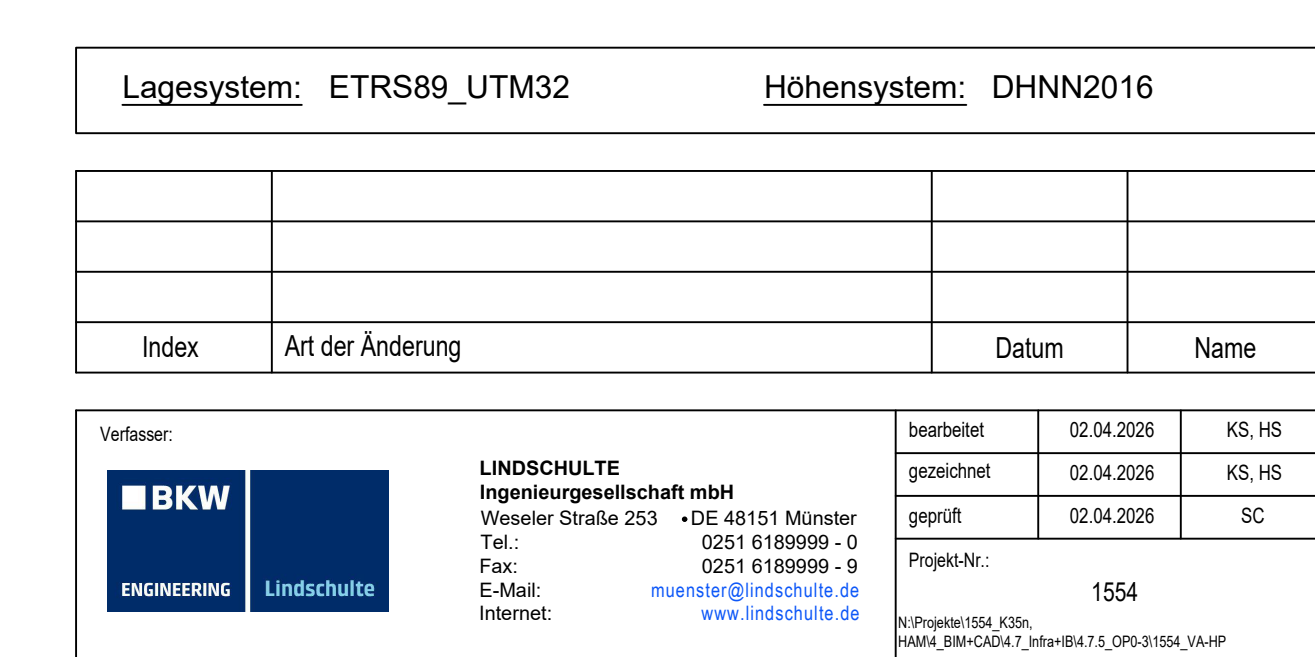 Lagesystem: ETRS89_UTM32 Höhensystem: DHNN2016
Index Art der Änderung Datum Name
Verfasser:
BKW
ENGINEERING Lindschulte
LINDSCHULTE
Ingenieurgesellschaft mbH
Weseler Straße 253 •DE 48151 Münster
Tel.: 0251 6189999 - 0
Fax: 0251 6189999 - 9
E-Mail: muenster@lindschulte.de
Internet: www.lindschulte.de
bearbeitet 02.04.2026 KS, HS
gezeichnet 02.04.2026 KS, HS
geprüft 02.04.2026 SC
Projekt-Nr.:
1554
N:\Projekte\1554_K35n,
HAM\4_BIM+CAD\4.7_Infra+IB\4.7.5_OP0-3\1554_VA-HP